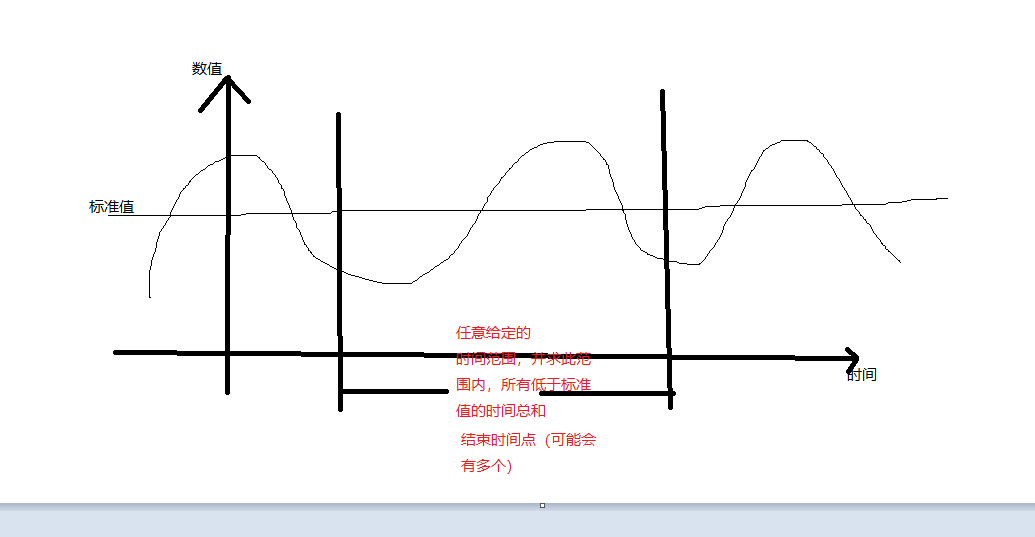 数值
标准值
任意给定的
时间范围，并求此范
围内，所有低于标准
值的时间总和
时间
结束时间点（可能会
有多个）